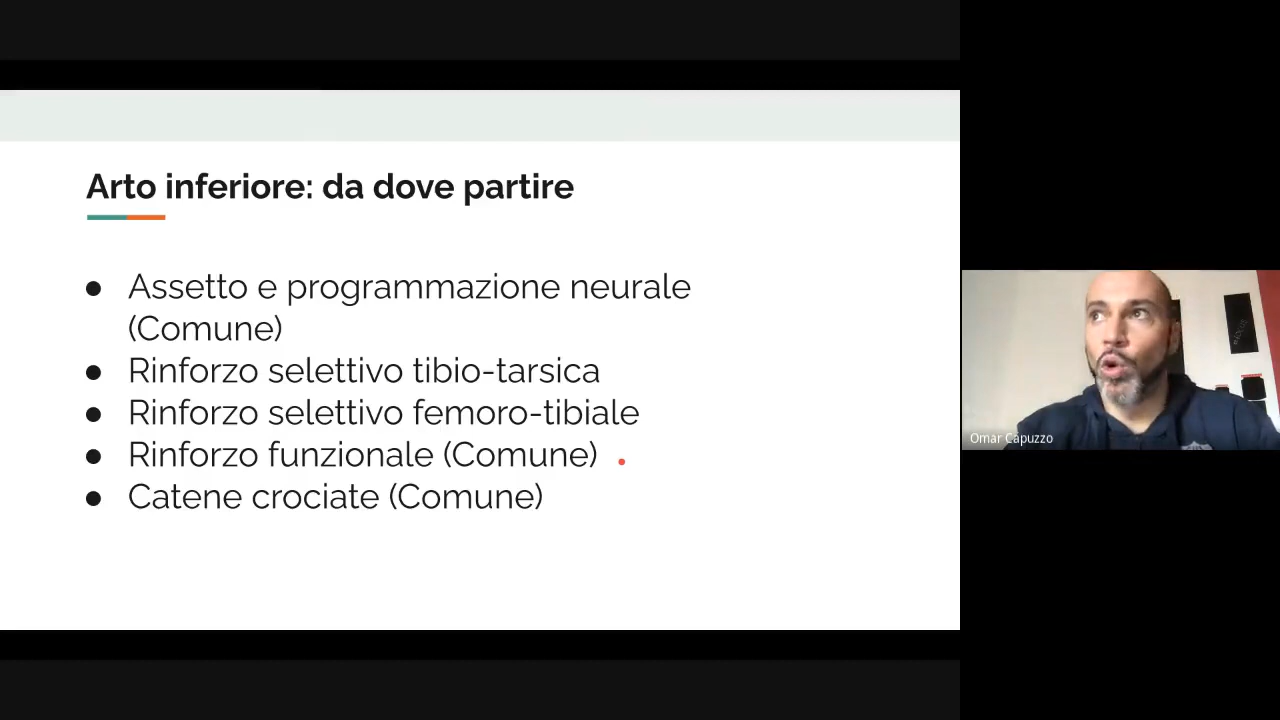 Arto inferiore: da dove partire
● Assetto e programmazione neurale
(Comune)
● Rinforzo selettivo tibio-tarsica
● Rinforzo selettivo femoro-tibiale
● Rinforzo funzionale (Comune)
● Catene crociate (Comune)
Omar Capuzzo